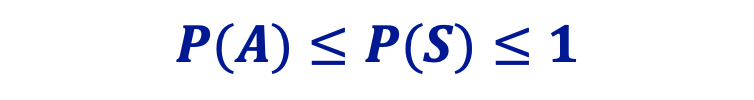 P(A) ≤ P(S) ≤ 1